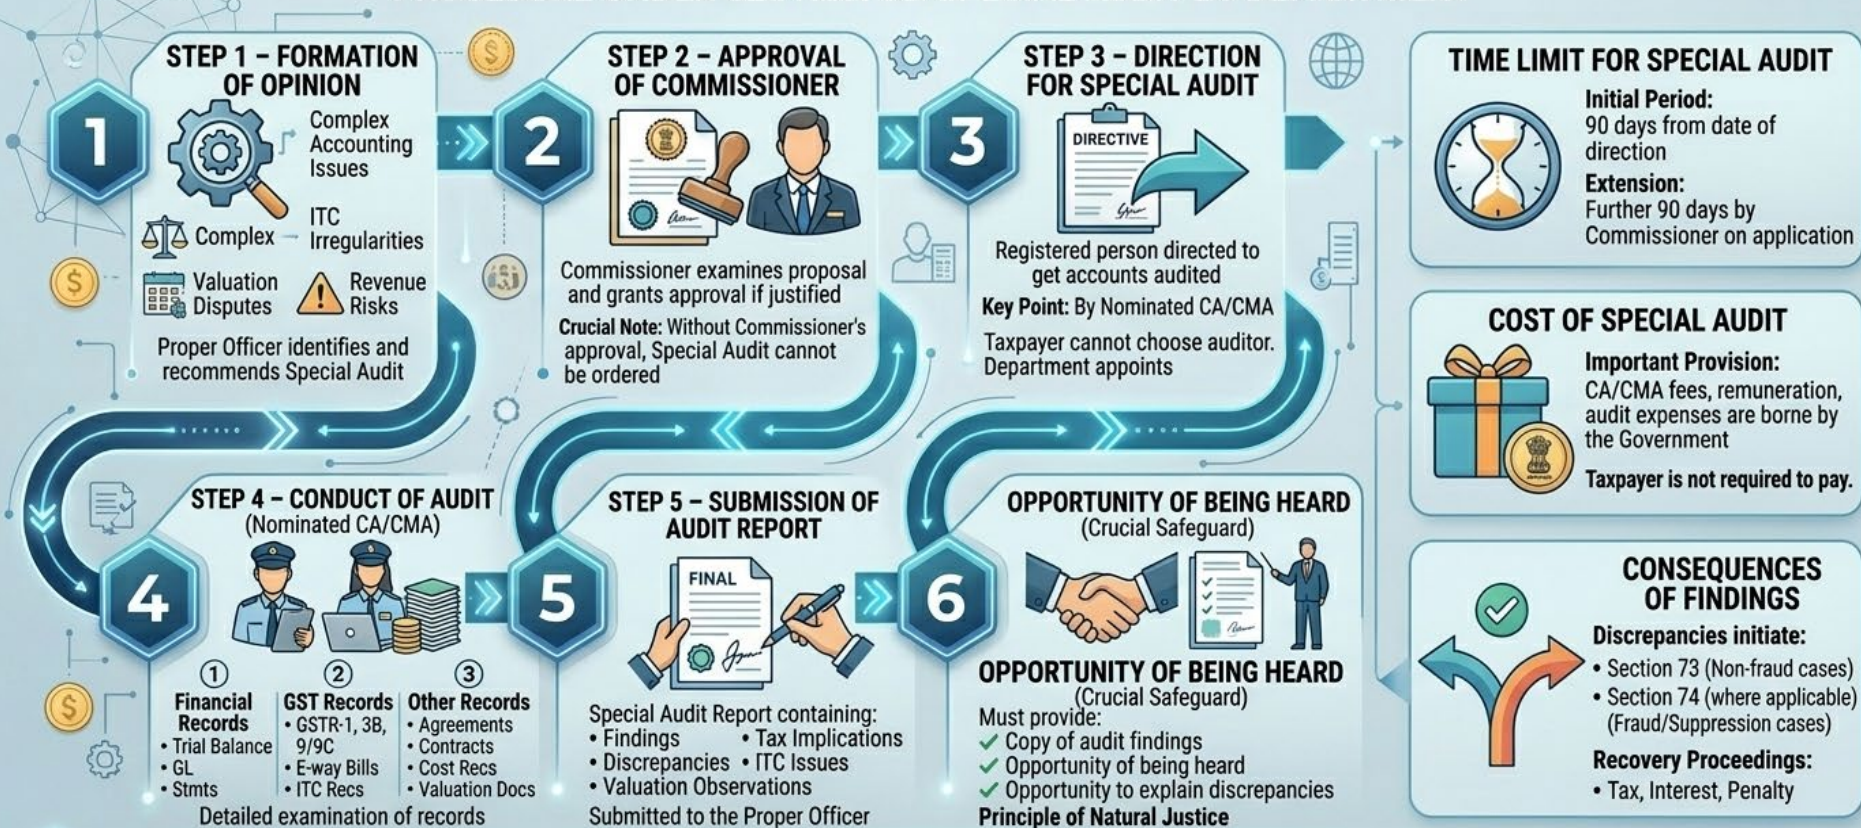 1
STEP 1 – FORMATION
OF OPINION
Complex
Accounting
Issues
Complex
ITC
Irregularities
Valuation
Disputes
Revenue
Risks
Proper Officer identifies and
recommends Special Audit
2
STEP 2 – APPROVAL
OF COMMISSIONER
Commissioner examines proposal
and grants approval if justified
Crucial Note: Without Commissioner's
approval, Special Audit cannot
be ordered
3
STEP 3 – DIRECTION
FOR SPECIAL AUDIT
DIRECTIVE
Registered person directed to
get accounts audited
Key Point: By Nominated CA/CMA
Taxpayer cannot choose auditor.
Department appoints
4
STEP 4 – CONDUCT OF AUDIT
(Nominated CA/CMA)
1
Financial
Records
• Trial Balance
• GL
• Stmts
2
GST Records
• GSTR-1, 3B,
9/9C
• E-way Bills
• ITC Recs
3
Other Records
• Agreements
• Contracts
• Cost Recs
• Valuation Docs
Detailed examination of records
5
STEP 5 – SUBMISSION OF
AUDIT REPORT
FINAL
Special Audit Report containing:
• Findings • Tax Implications
• Discrepancies • ITC Issues
• Valuation Observations
Submitted to the Proper Officer
6
OPPORTUNITY OF BEING HEARD
(Crucial Safeguard)
OPPORTUNITY OF BEING HEARD
(Crucial Safeguard)
Must provide:
✓ Copy of audit findings
✓ Opportunity of being heard
✓ Opportunity to explain discrepancies
Principle of Natural Justice
TIME LIMIT FOR SPECIAL AUDIT
Initial Period:
90 days from date of
direction
Extension:
Further 90 days by
Commissioner on application
COST OF SPECIAL AUDIT
Important Provision:
CA/CMA fees, remuneration,
audit expenses are borne by
the Government
Taxpayer is not required to pay.
CONSEQUENCES
OF FINDINGS
Discrepancies initiate:
• Section 73 (Non-fraud cases)
• Section 74 (where applicable)
(Fraud/Suppression cases)
Recovery Proceedings:
• Tax, Interest, Penalty